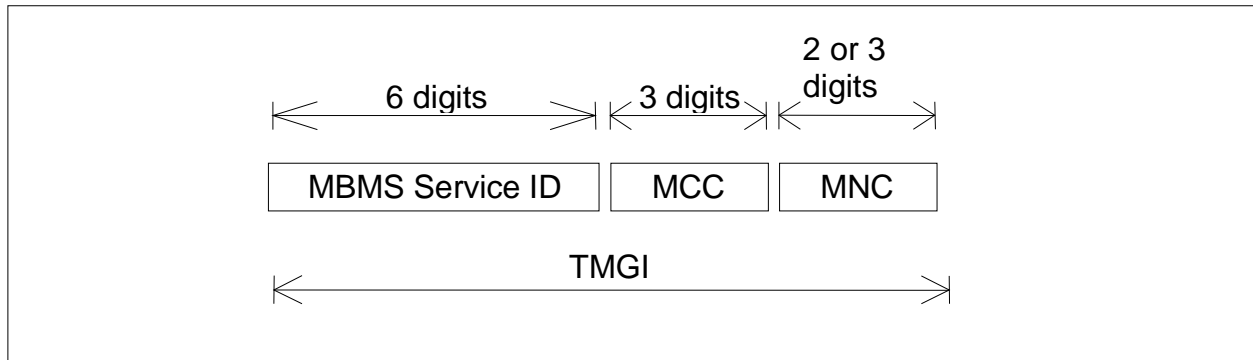 2 or 3
digits
6 digits
3 digits
MBMS Service ID
MCC
MNC
TMGI